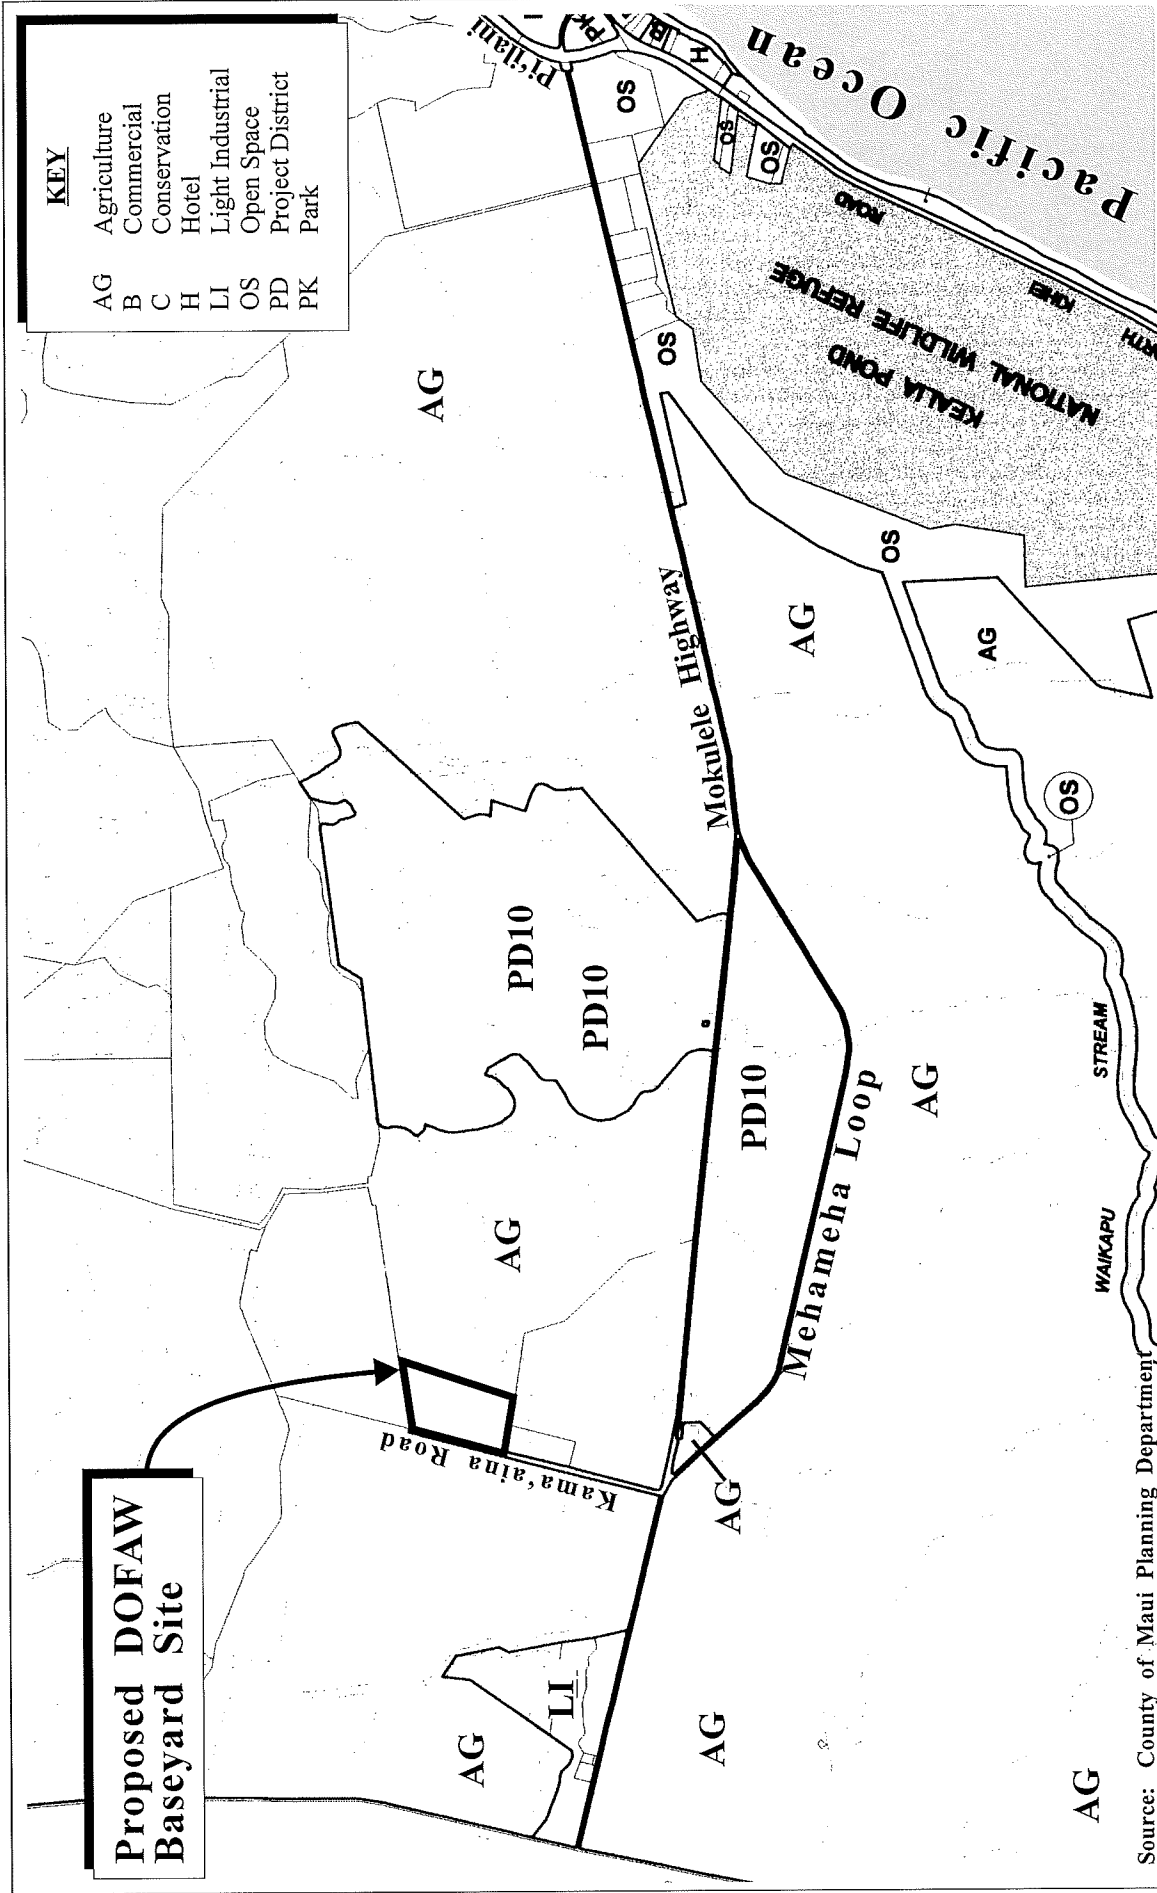 Proposed DOFAW
Baseyard Site
KEY
AG Agriculture
B Commercial
C Conservation
H Hotel
LI Light Industrial
OS Open Space
PD Project District
PK Park
AG
LI
AG
AG
Kama‘aina Road
AG
AG
PD10
PD10
PD10
Mehameha Loop
AG
Mokulele Highway
AG
AG
Pi‘ilani
PK
B
H
OS
OS
OS
OS
OS
AG
OS
WAIKAPU
STREAM
KEALIA POND
NATIONAL WILDLIFE REFUGE
KIHEI
ROAD
Pacific Ocean
Source: County of Maui Planning Department